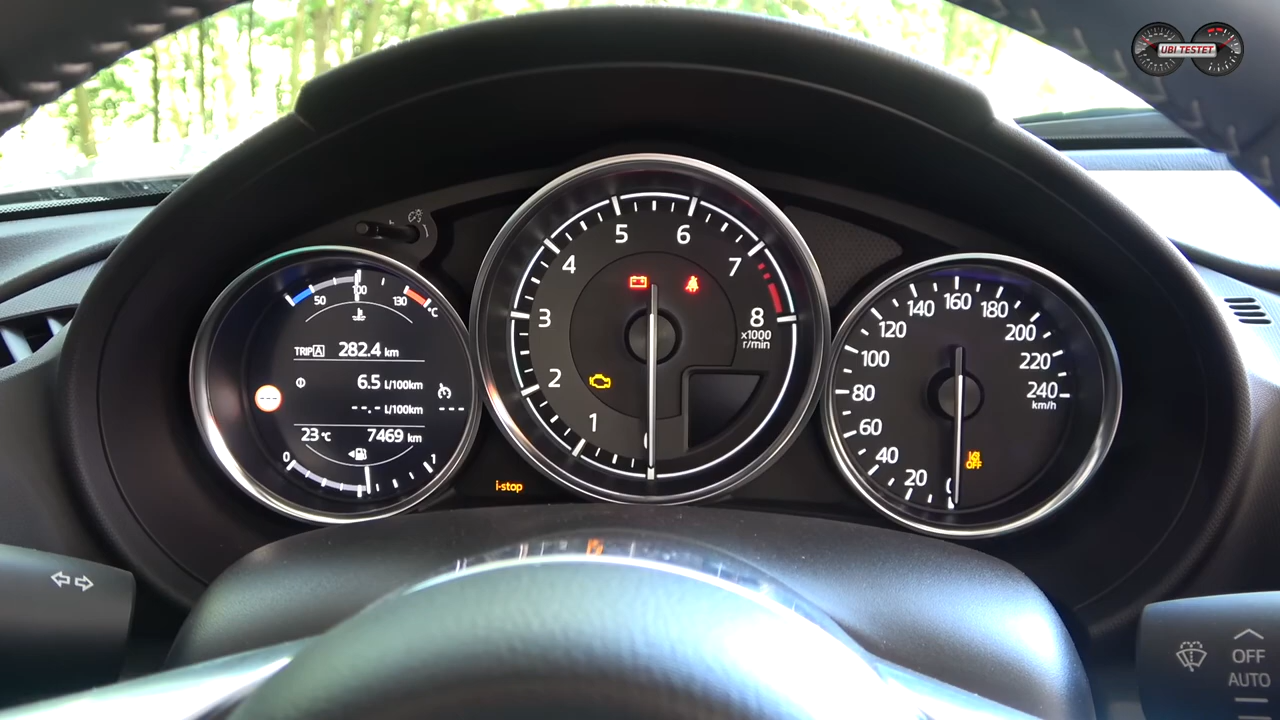 UBI TESTET
50 100 130 °C
TRIP A 282.4 km
6.5 L/100km
--.- L/100km
---
23°C 7469 km
0 1
i-stop
1 2 3 4 5 6 7 8
x1000
r/min
0 20 40 60 80 100 120 140 160 180 200 220 240
km/h
OFF
OFF
AUTO